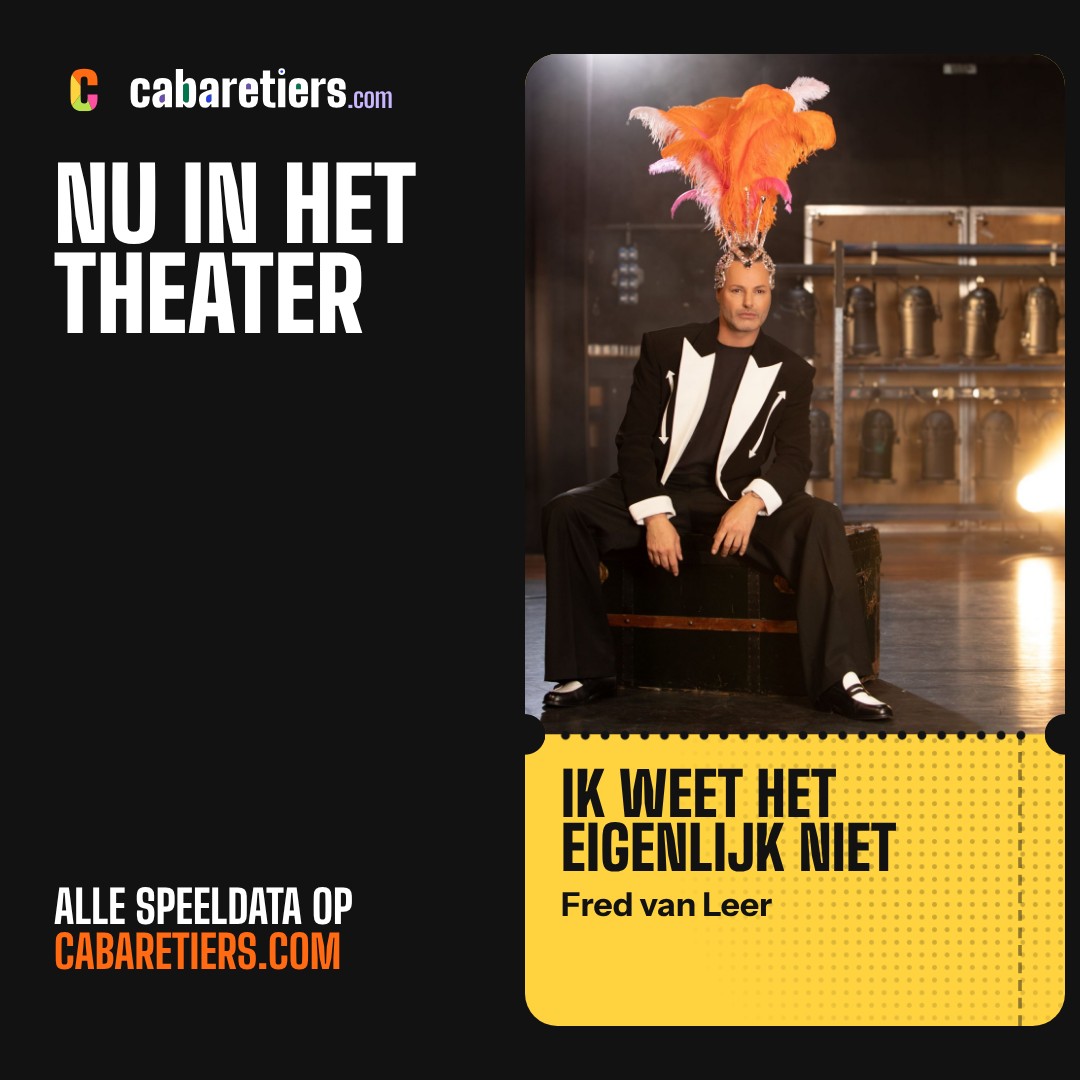 cabaretiers.com
NU IN HET
THEATER
IK WEET HET
EIGENLIJK NIET
Fred van Leer
ALLE SPEELDATA OP
CABARETIERS.COM